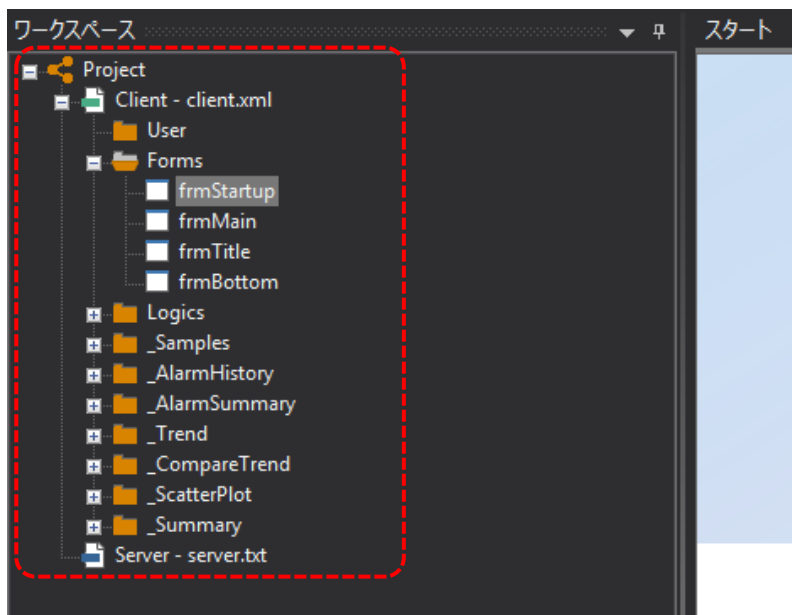 ワークスペース
スタート
Project
Client - client.xml
User
Forms
frmStartup
frmMain
frmTitle
frmBottom
Logics
_Samples
_AlarmHistory
_AlarmSummary
_Trend
_CompareTrend
_ScatterPlot
_Summary
Server - server.txt